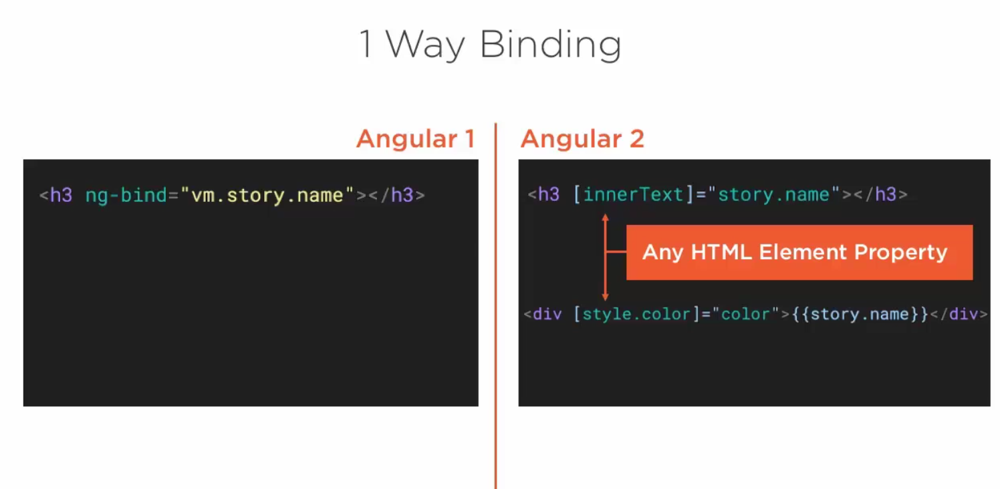 1 Way Binding
Angular 1
<h3 ng-bind="vm.story.name"></h3>
Angular 2
<h3 [innerText]="story.name"></h3>
Any HTML Element Property
<div [style.color]="color">{{story.name}}</div>